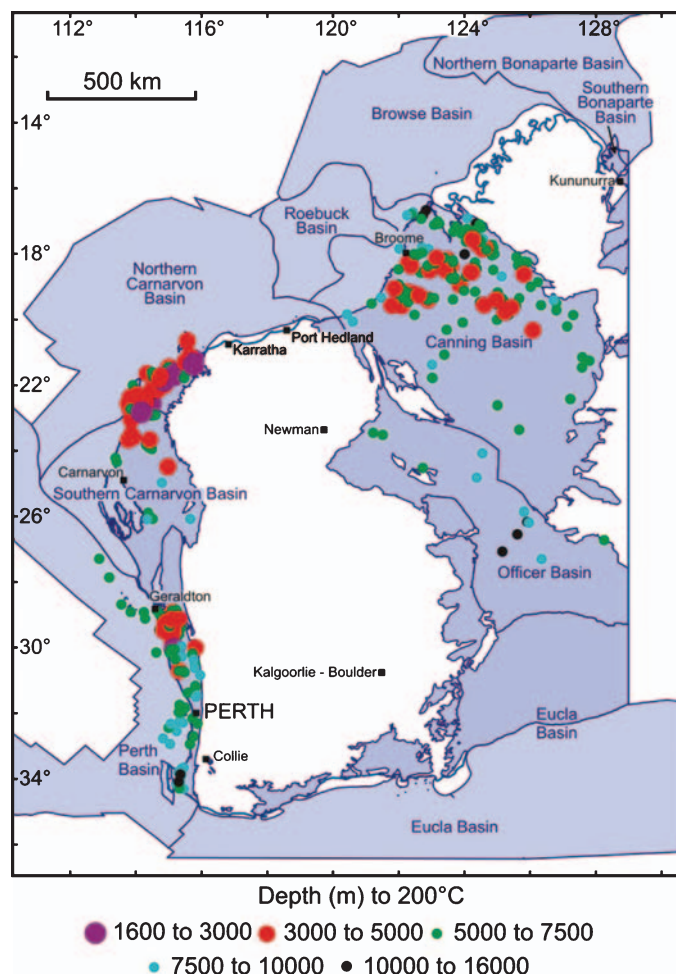 112° 116° 120° 124° 128°
500 km
Northern Bonaparte Basin
Southern
Bonaparte
Basin
14°
Browse Basin
Kununurra
Roebuck
Basin
Broome
18°
Northern
Carnarvon
Basin
Port Hedland
Karratha
Canning Basin
22°
Newman
Carnarvon
Southern Carnarvon Basin
26°
Officer Basin
Geraldton
30°
Kalgoorlie - Boulder
PERTH
Eucla
Basin
Perth
Basin
Collie
34°
Eucla Basin
Depth (m) to 200°C
1600 to 3000 3000 to 5000 5000 to 7500
7500 to 10000 10000 to 16000